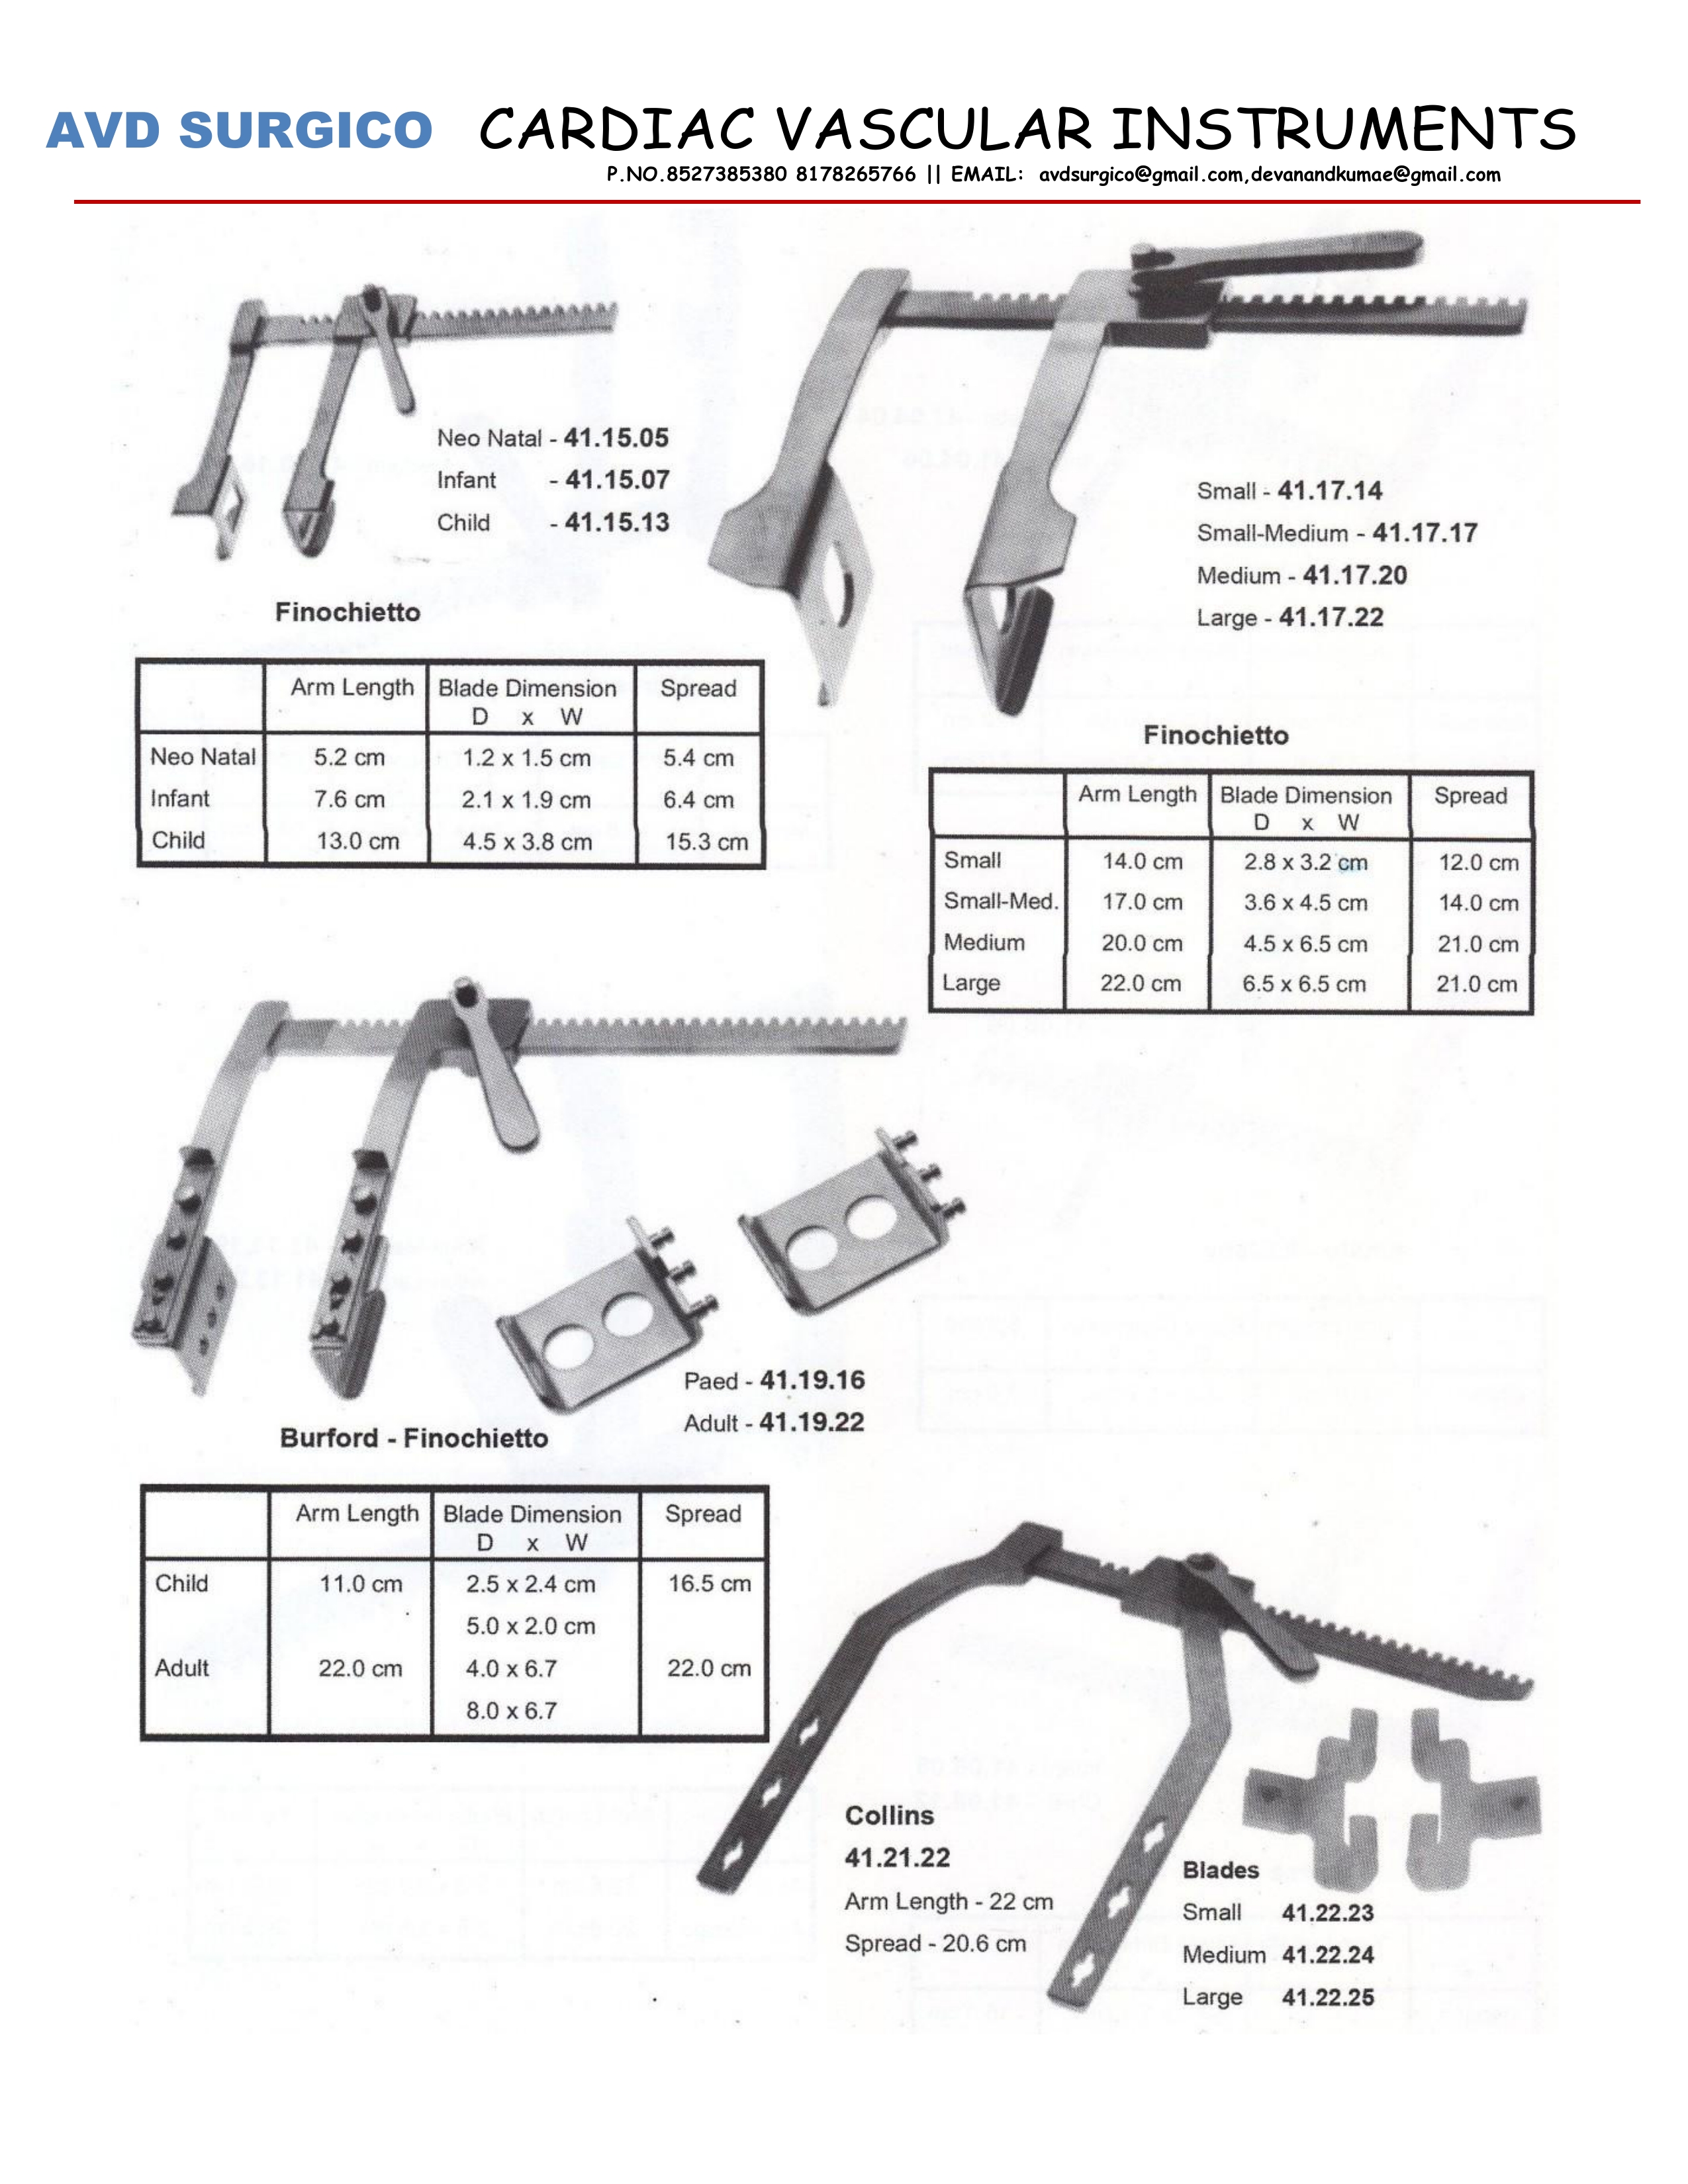 AVD SURGICO CARDIAC VASCULAR INSTRUMENTS
P.NO.8527385380 8178265766 || EMAIL: avdsurgico@gmail.com,devanandkumae@gmail.com
Neo Natal - 41.15.05
Infant - 41.15.07
Child - 41.15.13
Finochietto
Arm Length Blade Dimension Spread
D x W
Neo Natal 5.2 cm 1.2 x 1.5 cm 5.4 cm
Infant 7.6 cm 2.1 x 1.9 cm 6.4 cm
Child 13.0 cm 4.5 x 3.8 cm 15.3 cm
Small - 41.17.14
Small-Medium - 41.17.17
Medium - 41.17.20
Large - 41.17.22
Finochietto
Arm Length Blade Dimension Spread
D x W
Small 14.0 cm 2.8 x 3.2 cm 12.0 cm
Small-Med. 17.0 cm 3.6 x 4.5 cm 14.0 cm
Medium 20.0 cm 4.5 x 6.5 cm 21.0 cm
Large 22.0 cm 6.5 x 6.5 cm 21.0 cm
Paed - 41.19.16
Adult - 41.19.22
Burford - Finochietto
Arm Length Blade Dimension Spread
D x W
Child 11.0 cm 2.5 x 2.4 cm 16.5 cm
5.0 x 2.0 cm
Adult 22.0 cm 4.0 x 6.7 22.0 cm
8.0 x 6.7
Collins
41.21.22
Arm Length - 22 cm
Spread - 20.6 cm
Blades
Small 41.22.23
Medium 41.22.24
Large 41.22.25